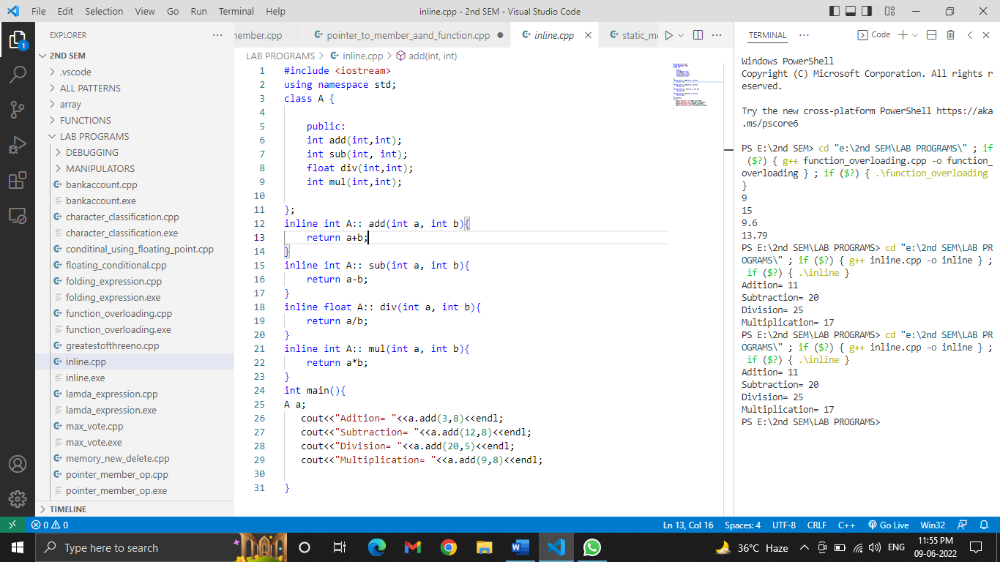 File Edit Selection View Go Run Terminal Help
inline.cpp - 2nd SEM - Visual Studio Code
EXPLORER
2ND SEM
.vscode
ALL PATTERNS
array
FUNCTIONS
LAB PROGRAMS
DEBUGGING
MANIPULATORS
bankaccount.cpp
bankaccount.exe
character_classification.cpp
character_classification.exe
conditinal_using_floating_point.cpp
floating_conditional.cpp
folding_expression.cpp
folding_expression.exe
function_overloading.cpp
function_overloading.exe
greatestofthreeno.cpp
inline.cpp
inline.exe
lamda_expression.cpp
lamda_expression.exe
max_vote.cpp
max_vote.exe
memory_new_delete.cpp
pointer_member_op.cpp
pointer_member_op.exe
TIMELINE
member.cpp pointer_to_member_aand_function.cpp inline.cpp static_me
LAB PROGRAMS > inline.cpp > add(int, int)
1 #include <iostream>
2 using namespace std;
3 class A {
4
5 public:
6 int add(int,int);
7 int sub(int, int);
8 float div(int,int);
9 int mul(int,int);
10
11 };
12 inline int A:: add(int a, int b){
13 return a+b;
14 }
15 inline int A:: sub(int a, int b){
16 return a-b;
17 }
18 inline float A:: div(int a, int b){
19 return a/b;
20 }
21 inline int A:: mul(int a, int b){
22 return a*b;
23 }
24 int main(){
25 A a;
26 cout<<"Adition= "<<a.add(3,8)<<endl;
27 cout<<"Subtraction= "<<a.add(12,8)<<endl;
28 cout<<"Division= "<<a.add(20,5)<<endl;
29 cout<<"Multiplication= "<<a.add(9,8)<<endl;
30
31 }
TERMINAL Code
Windows PowerShell
Copyright (C) Microsoft Corporation. All rights r
eserved.
Try the new cross-platform PowerShell https://aka
.ms/pscore6
PS E:\2nd SEM> cd "e:\2nd SEM\LAB PROGRAMS\" ; if
($?) { g++ function_overloading.cpp -o function_
overloading } ; if ($?) { .\function_overloading
}
9
15
9.6
13.79
PS E:\2nd SEM\LAB PROGRAMS> cd "e:\2nd SEM\LAB PR
OGRAMS\" ; if ($?) { g++ inline.cpp -o inline } ;
if ($?) { .\inline }
Adition= 11
Subtraction= 20
Division= 25
Multiplication= 17
PS E:\2nd SEM\LAB PROGRAMS> cd "e:\2nd SEM\LAB PR
OGRAMS\" ; if ($?) { g++ inline.cpp -o inline } ;
if ($?) { .\inline }
Adition= 11
Subtraction= 20
Division= 25
Multiplication= 17
PS E:\2nd SEM\LAB PROGRAMS>
0 0 Ln 13, Col 16 Spaces: 4 UTF-8 CRLF C++ Go Live Win32
Type here to search
36°C Haze ENG
11:55 PM
09-06-2022